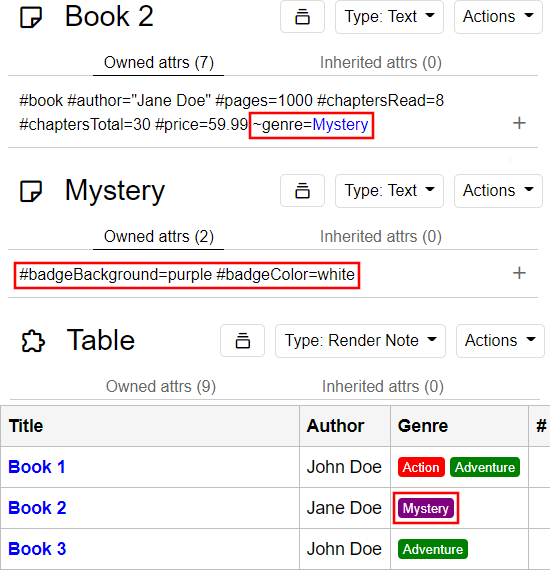 Book 2 Type: Text Actions
Owned attrs (7) Inherited attrs (0)
#book #author="Jane Doe" #pages=1000 #chaptersRead=8
#chaptersTotal=30 #price=59.99 ~genre=Mystery +
Mystery Type: Text Actions
Owned attrs (2) Inherited attrs (0)
#badgeBackground=purple #badgeColor=white +
Table Type: Render Note Actions
Owned attrs (9) Inherited attrs (0)
Title Author Genre #
Book 1 John Doe Action Adventure
Book 2 Jane Doe Mystery
Book 3 John Doe Adventure